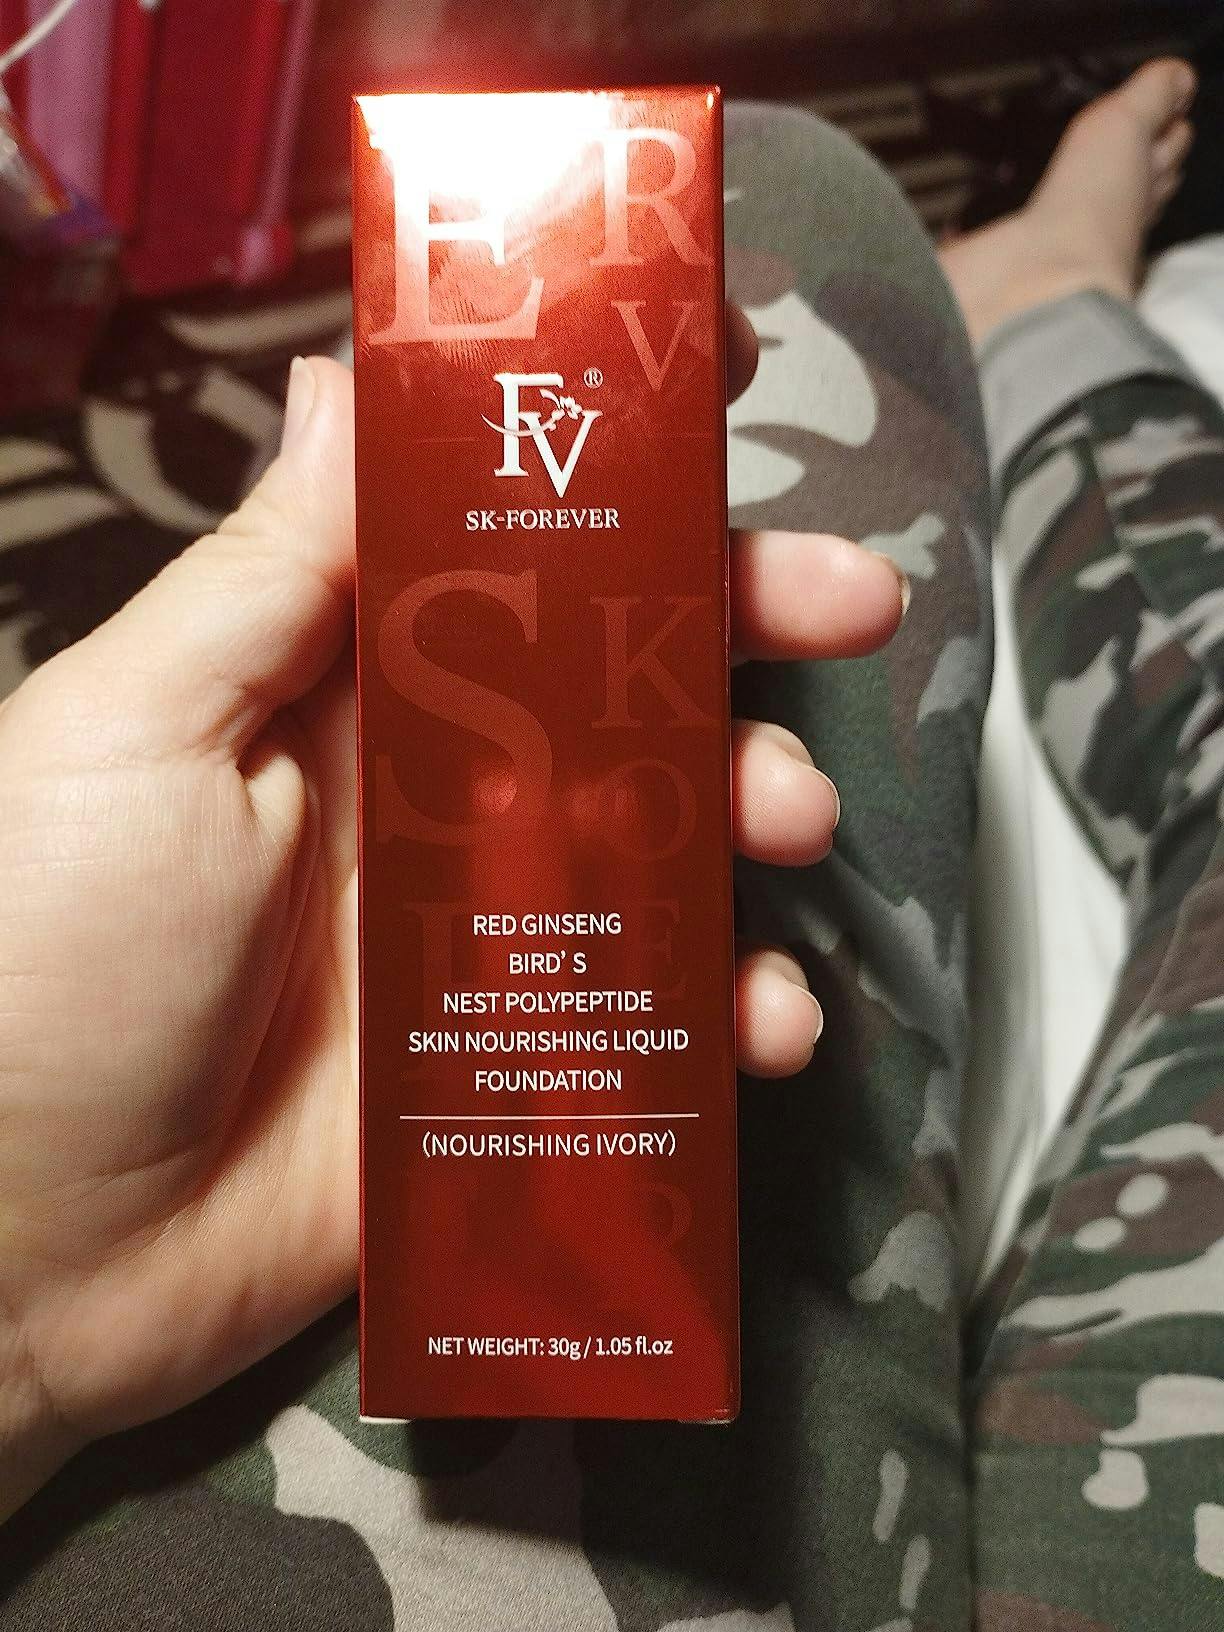 E R
V
FV®
SK-FOREVER
S K
O
E
RED GINSENG
BIRD’ S
NEST POLYPEPTIDE
SKIN NOURISHING LIQUID
FOUNDATION
(NOURISHING IVORY)
NET WEIGHT: 30g / 1.05 fl.oz